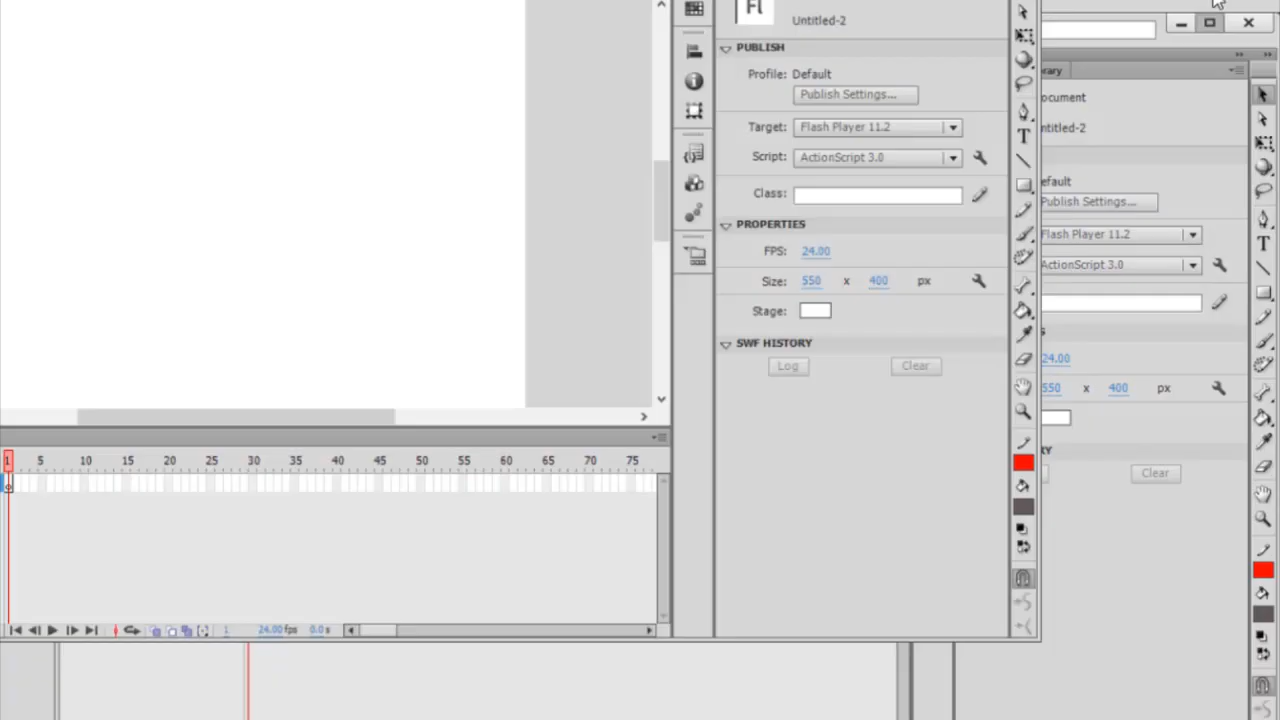 Fl
Untitled-2
PUBLISH
Profile: Default
Publish Settings...
Target: Flash Player 11.2
Script: ActionScript 3.0
Class:
PROPERTIES
FPS: 24.00
Size: 550 x 400 px
Stage:
SWF HISTORY
Log Clear
T
1 5 10 15 20 25 30 35 40 45 50 55 60 65 70 75
1 24.00 fps 0.0 s
rary
ocument
ntitled-2
efault
Publish Settings...
Flash Player 11.2
ActionScript 3.0
S
24.00
550 x 400 px
RY
Clear
T